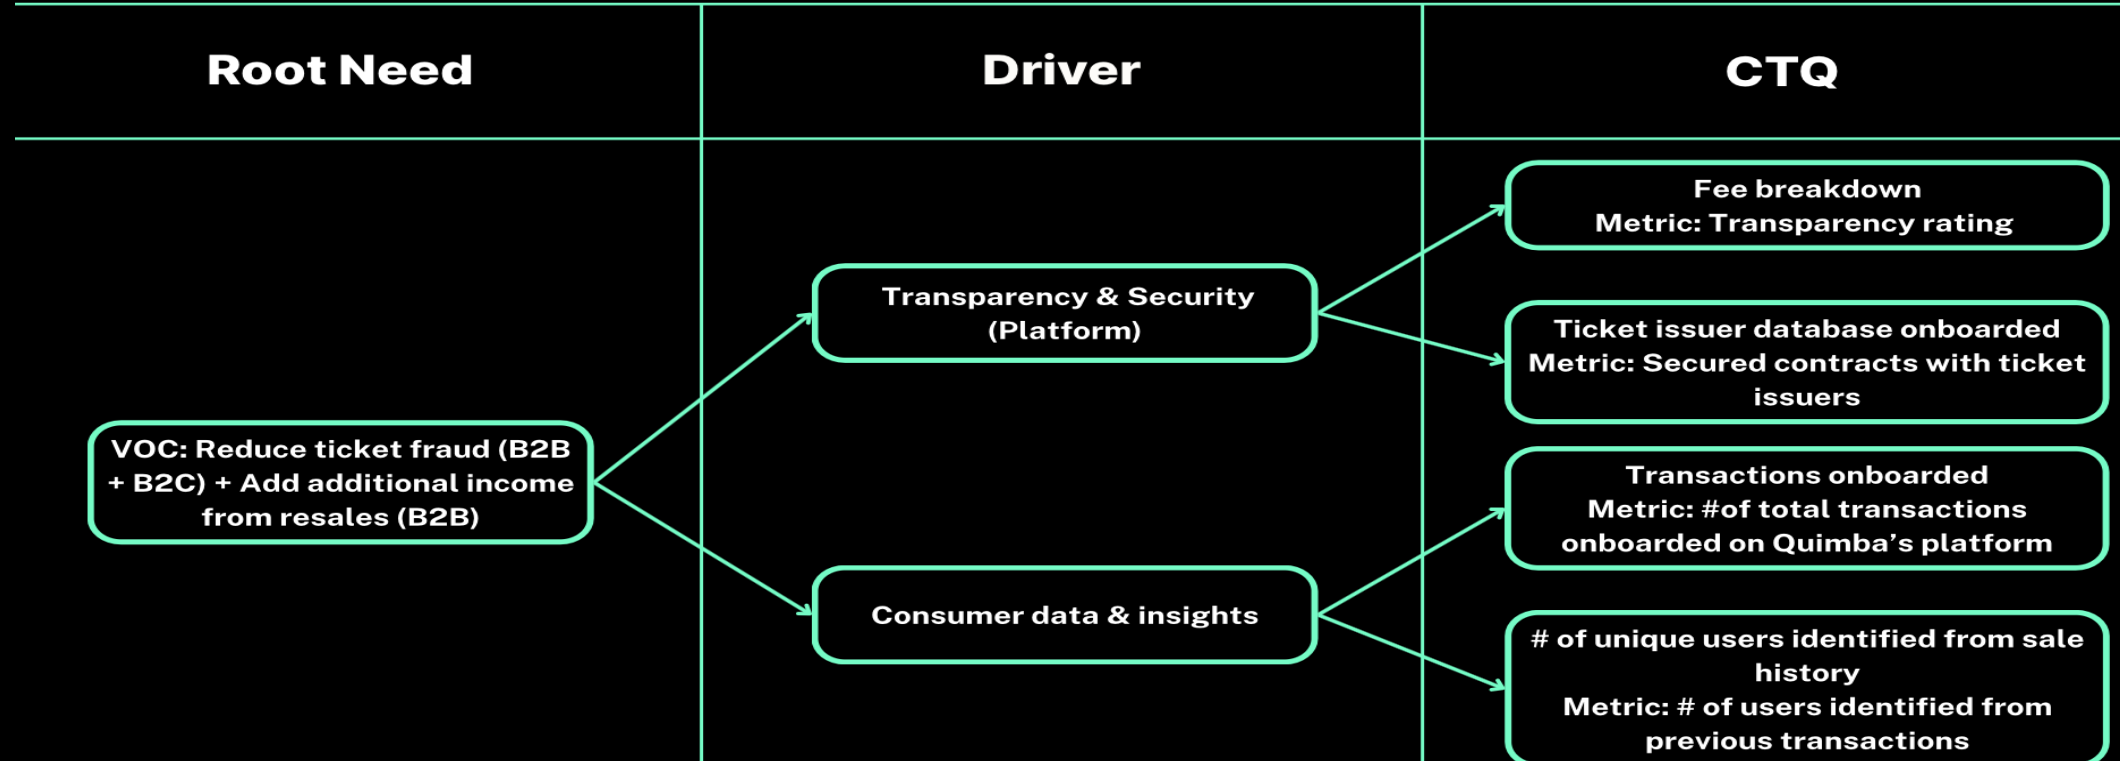 Root Need
Driver
CTQ
VOC: Reduce ticket fraud (B2B
+ B2C) + Add additional income
from resales (B2B)
Transparency & Security
(Platform)
Consumer data & insights
Fee breakdown
Metric: Transparency rating
Ticket issuer database onboarded
Metric: Secured contracts with ticket
issuers
Transactions onboarded
Metric: #of total transactions
onboarded on Quimba’s platform
# of unique users identified from sale
history
Metric: # of users identified from
previous transactions